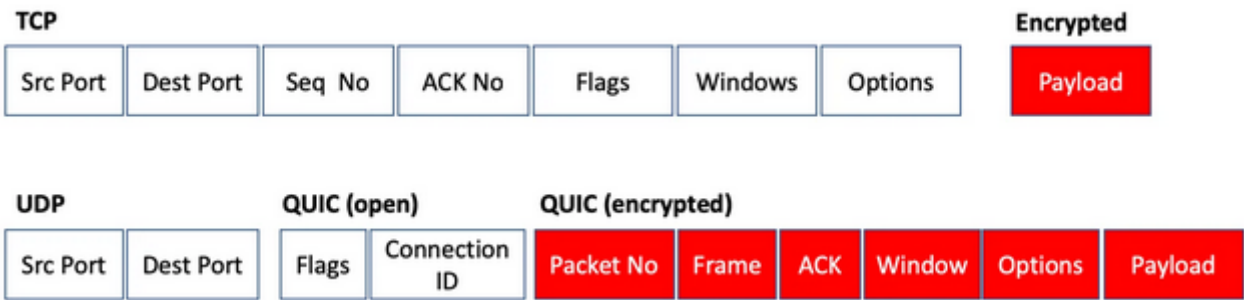 TCP Encrypted
Src Port Dest Port Seq No ACK No Flags Windows Options Payload
UDP QUIC (open) QUIC (encrypted)
Src Port Dest Port Flags Connection ID Packet No Frame ACK Window Options Payload